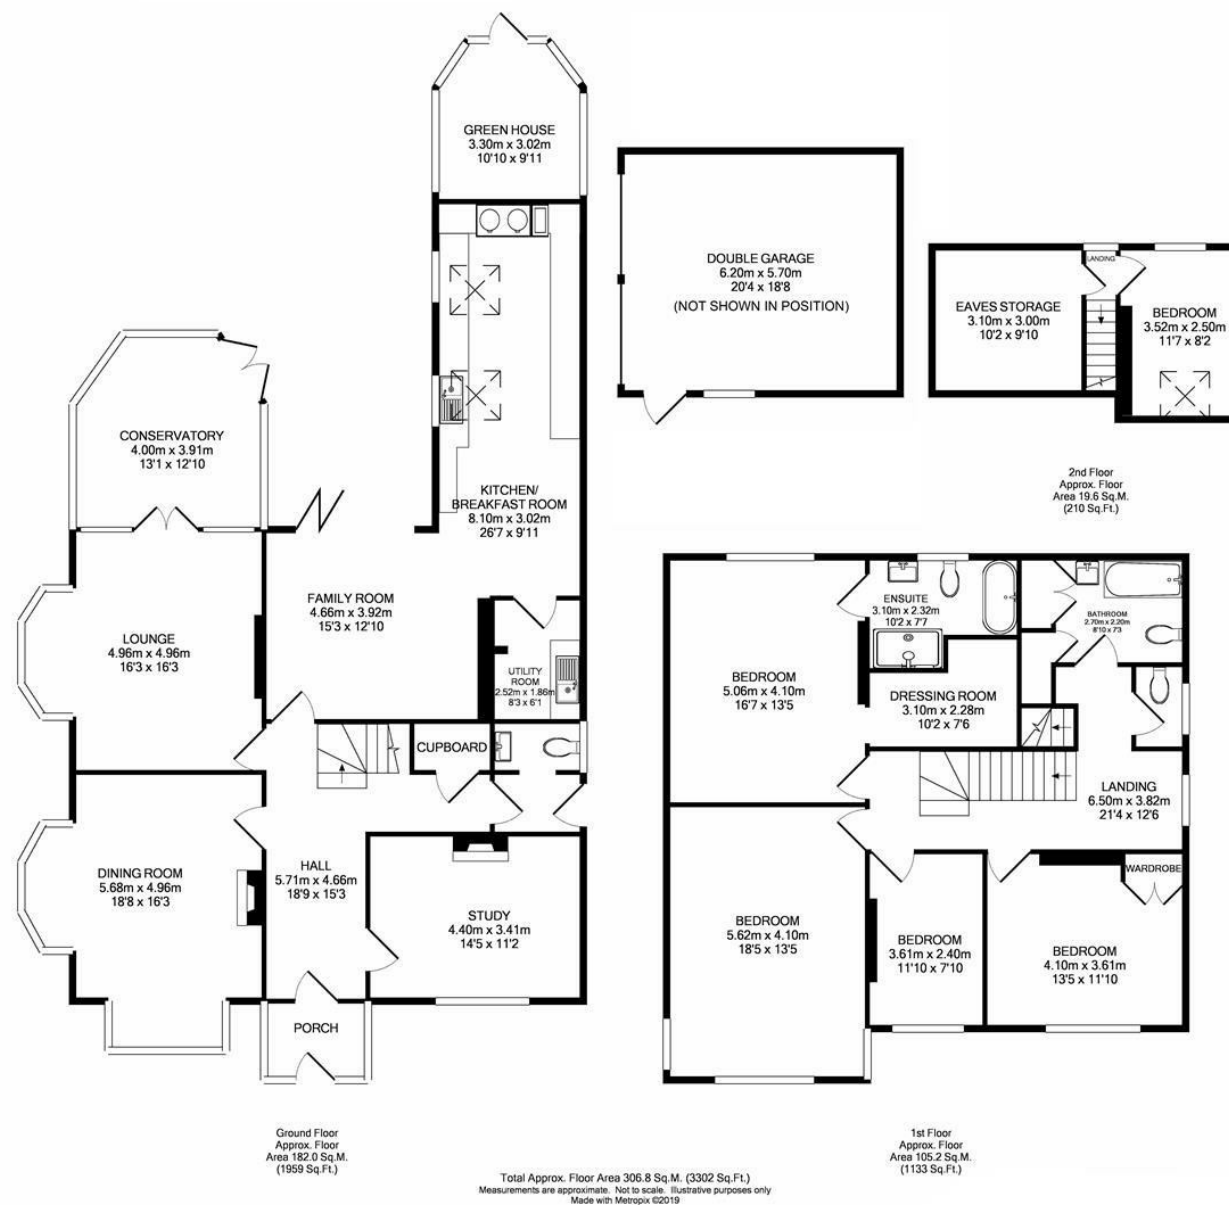 GREEN HOUSE
3.30m x 3.02m
10'10 x 9'11
DOUBLE GARAGE
6.20m x 5.70m
20'4 x 18'8
(NOT SHOWN IN POSITION)
LANDING
EAVES STORAGE
3.10m x 3.00m
10'2 x 9'10
BEDROOM
3.52m x 2.50m
11'7 x 8'2
2nd Floor
Approx. Floor
Area 19.6 Sq.M.
(210 Sq.Ft.)
CONSERVATORY
4.00m x 3.91m
13'1 x 12'10
KITCHEN/
BREAKFAST ROOM
8.10m x 3.02m
26'7 x 9'11
FAMILY ROOM
4.66m x 3.92m
15'3 x 12'10
LOUNGE
4.96m x 4.96m
16'3 x 16'3
UTILITY
ROOM
2.52m x 1.86m
8'3 x 6'1
CUPBOARD
DINING ROOM
5.68m x 4.96m
18'8 x 16'3
HALL
5.71m x 4.66m
18'9 x 15'3
STUDY
4.40m x 3.41m
14'5 x 11'2
PORCH
Ground Floor
Approx. Floor
Area 182.0 Sq.M.
(1959 Sq.Ft.)
ENSUITE
3.10m x 2.32m
10'2 x 7'7
BATHROOM
2.70m x 2.20m
8'10 x 7'3
BEDROOM
5.06m x 4.10m
16'7 x 13'5
DRESSING ROOM
3.10m x 2.28m
10'2 x 7'6
LANDING
6.50m x 3.82m
21'4 x 12'6
WARDROBE
BEDROOM
5.62m x 4.10m
18'5 x 13'5
BEDROOM
3.61m x 2.40m
11'10 x 7'10
BEDROOM
4.10m x 3.61m
13'5 x 11'10
1st Floor
Approx. Floor
Area 105.2 Sq.M.
(1133 Sq.Ft.)
Total Approx. Floor Area 306.8 Sq.M. (3302 Sq.Ft.)
Measurements are approximate. Not to scale. Illustrative purposes only
Made with Metropix ©2019